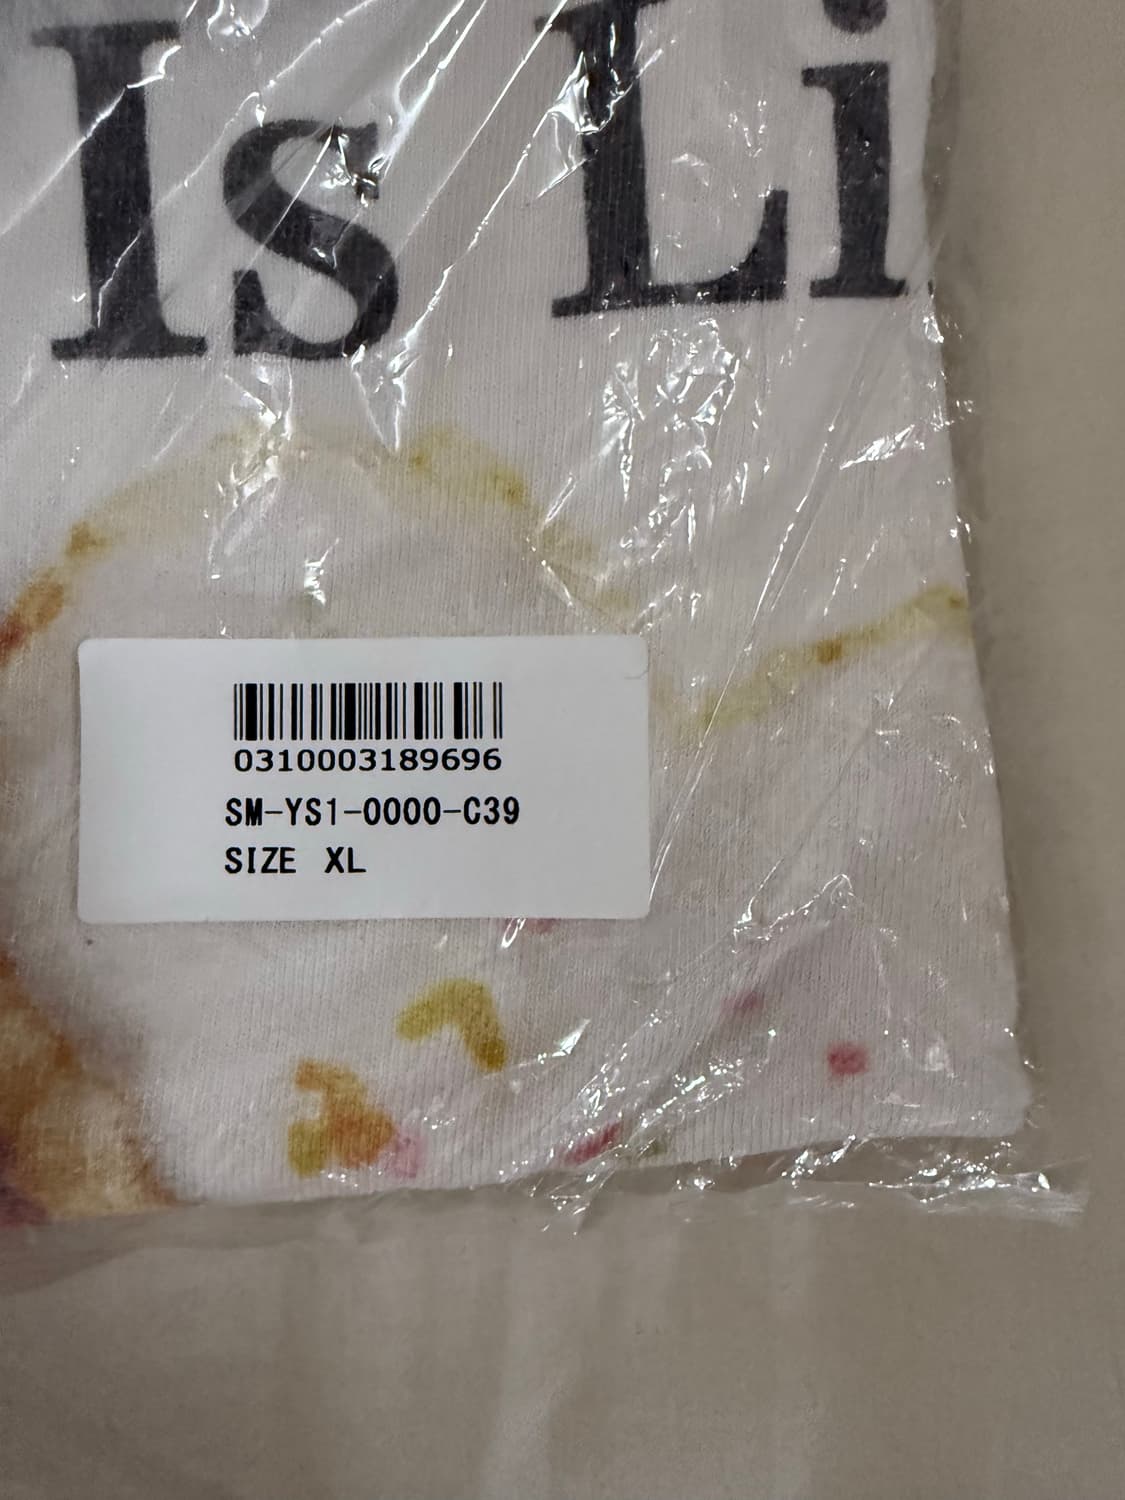 Is Li
0310003189696
SM-YS1-0000-C39
SIZE XL